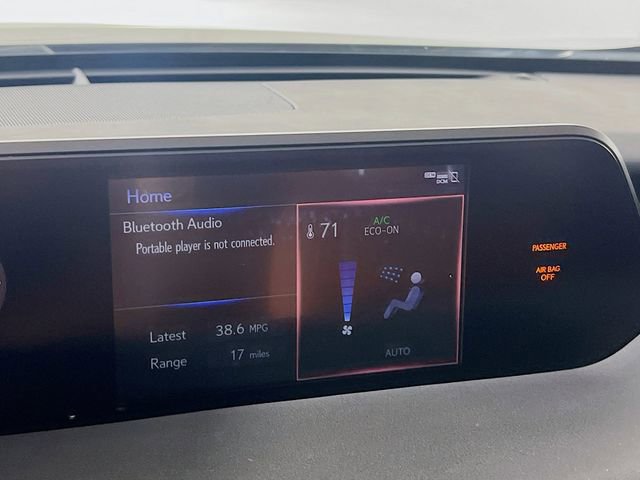 Home
DCM
Bluetooth Audio
Portable player is not connected.
71
A/C
ECO-ON
PASSENGER
AIR BAG
OFF
Latest 38.6 MPG
Range 17 miles
AUTO